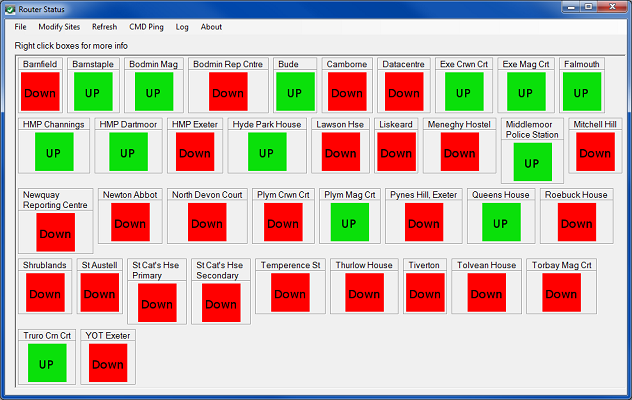 Router Status
File Modify Sites Refresh CMD Ping Log About
Right click boxes for more info
Barnfield Barnstaple Bodmin Mag Bodmin Rep Cntre Bude Camborne Datacentre Exe Crwn Crt Exe Mag Crt Falmouth
Down UP UP Down UP Down Down UP UP UP
HMP Channings HMP Dartmoor HMP Exeter Hyde Park House Lawson Hse Liskeard Meneghy Hostel Middlemoor Mitchell Hill
Police Station
UP UP Down UP Down Down Down UP Down
Newquay Newton Abbot North Devon Court Plym Crwn Crt Plym Mag Crt Pynes Hill, Exeter Queens House Roebuck House
Reporting Centre
Down Down Down Down UP Down UP Down
Shrublands St Austell St Cat's Hse St Cat's Hse Temperence St Thurlow House Tiverton Tolvean House Torbay Mag Crt
Primary Secondary
Down Down Down Down Down Down Down Down Down
Truro Crn Crt YOT Exeter
UP Down